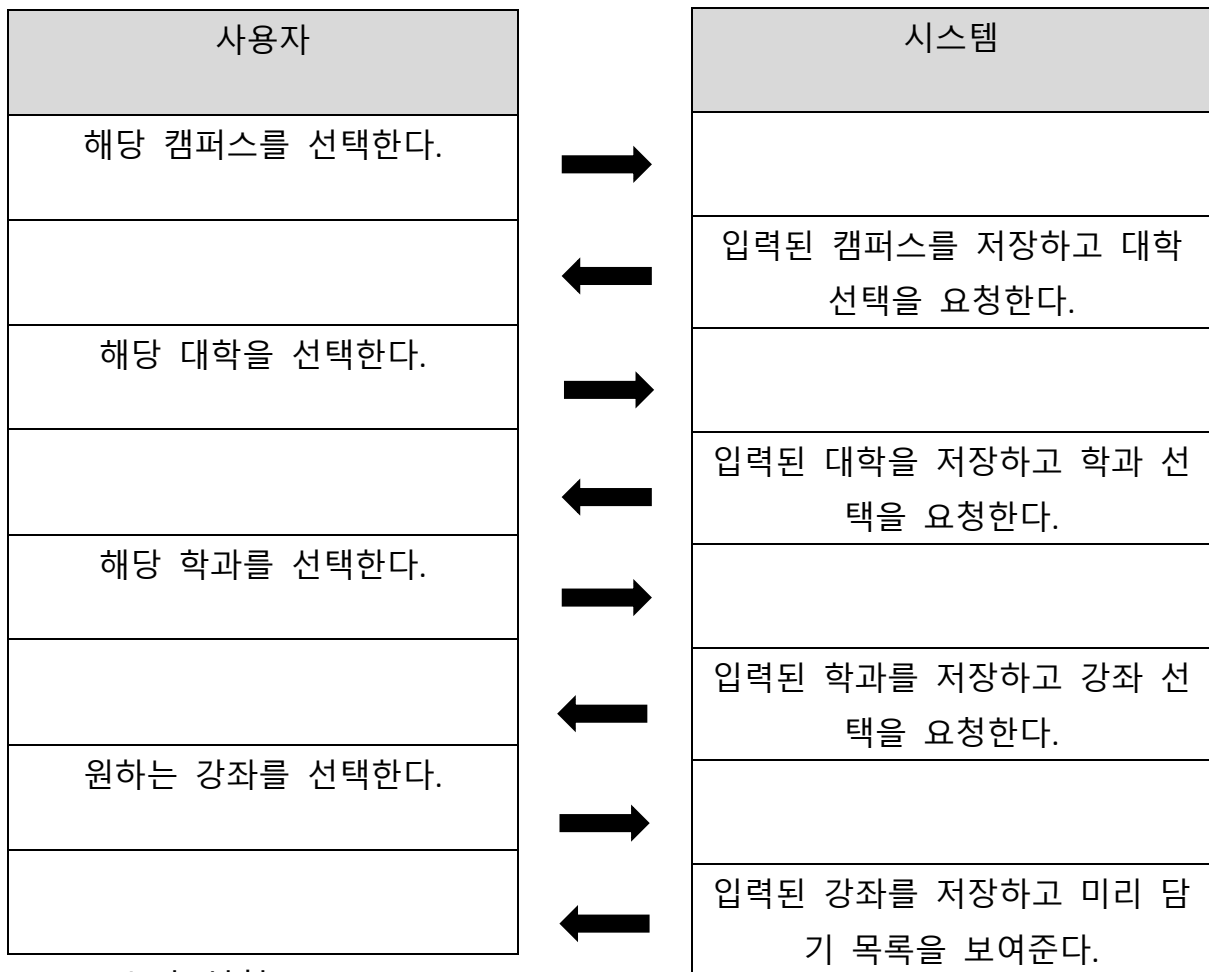 사용자
시스템
해당 캠퍼스를 선택한다.
입력된 캠퍼스를 저장하고 대학
선택을 요청한다.
해당 대학을 선택한다.
입력된 대학을 저장하고 학과 선
택을 요청한다.
해당 학과를 선택한다.
입력된 학과를 저장하고 강좌 선
택을 요청한다.
원하는 강좌를 선택한다.
입력된 강좌를 저장하고 미리 담
기 목록을 보여준다.